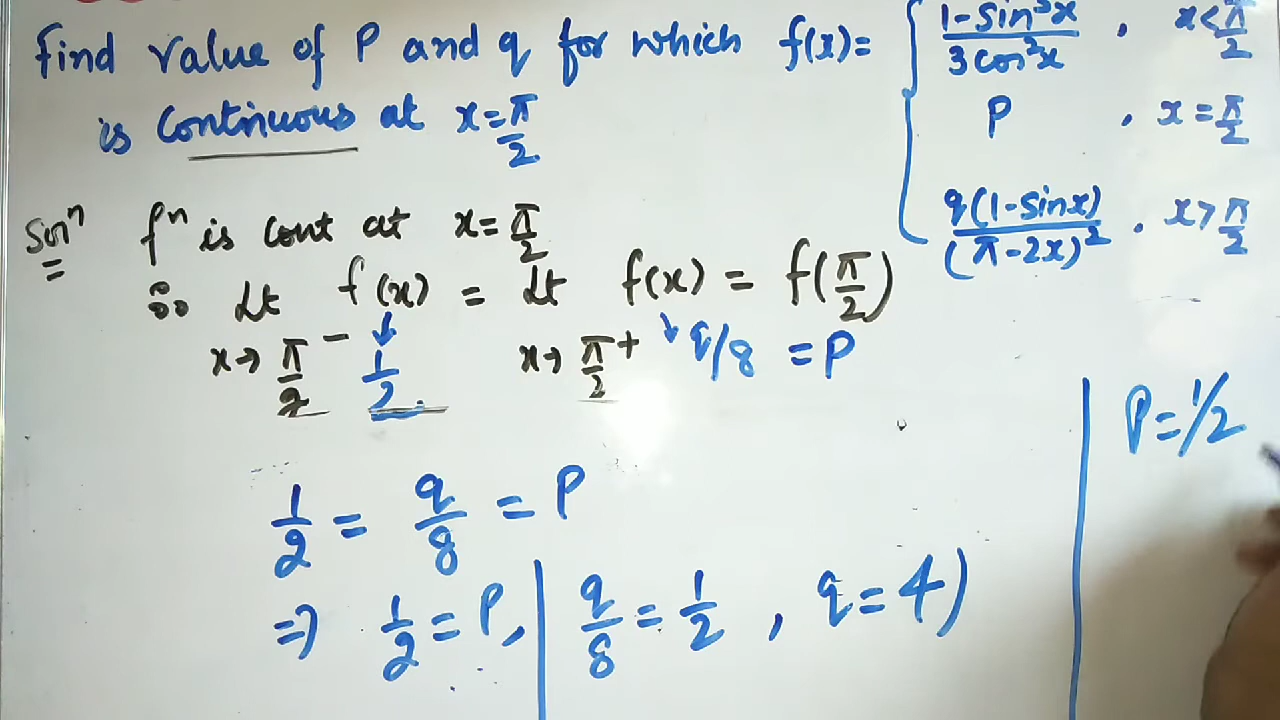 find value of P and q for which f(x)= { 1-sin³x / 3cos²x , x<π/2
is continuous at x=π/2
P , x=π/2
q(1-sinx) / (π-2x)² , x>π/2
Solⁿ fⁿ is cont at x=π/2
∴ Lt f(x) = Lt f(x) = f(π/2)
x→π/2⁻ ↓ 1/2 x→π/2⁺ ↓ q/8 = P
P=1/2
1/2 = q/8 = P
⇒ 1/2 = P, | q/8 = 1/2 , q=4)